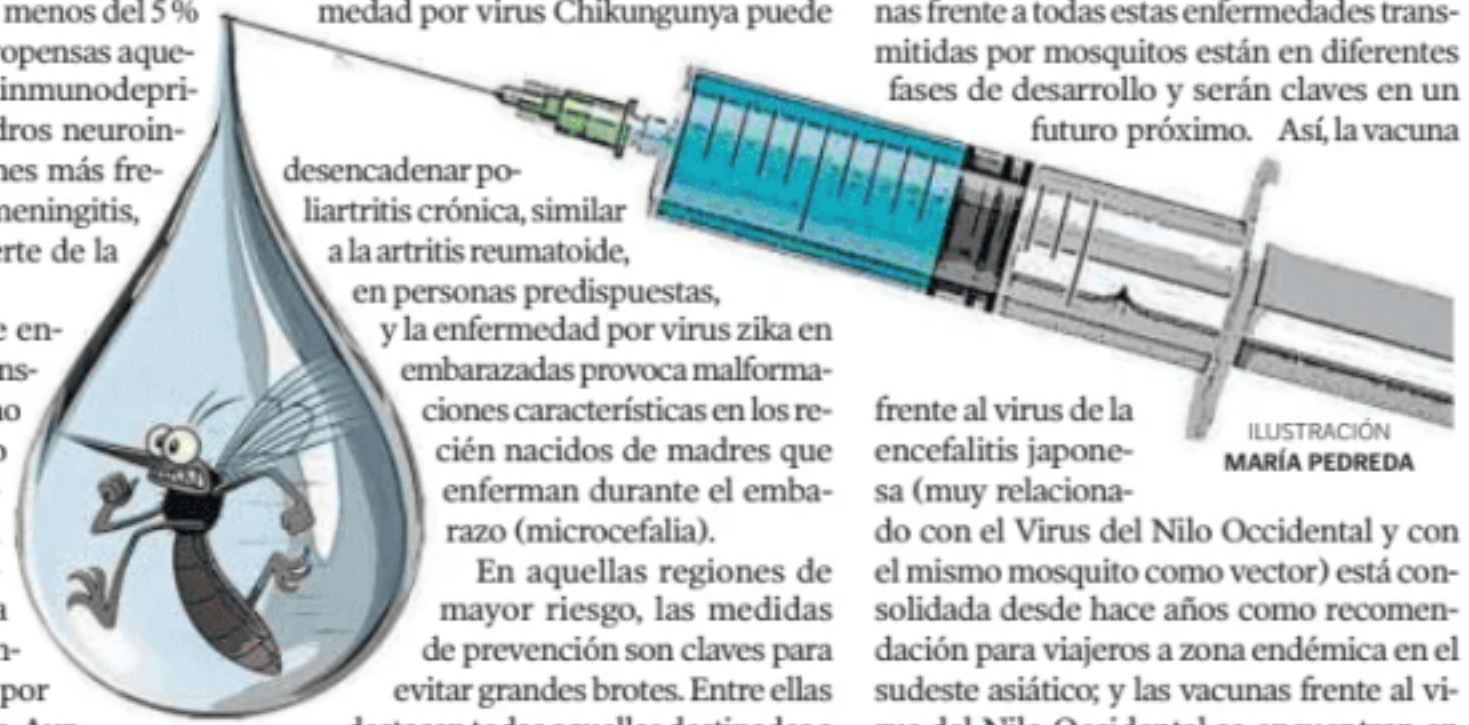 menos del 5 %
opensas aque-
inmunodepri-
dros neuroin-
nes más fre-
meningitis,
erte de la
e en-
ns-
no
o
a
n-
por
medad por virus Chikungunya puede
desencadenar po-
liartritis crónica, similar
a la artritis reumatoide,
en personas predispuestas,
y la enfermedad por virus zika en
embarazadas provoca malforma-
ciones características en los re-
cién nacidos de madres que
enferman durante el emba-
razo (microcefalia).
En aquellas regiones de
mayor riesgo, las medidas
de prevención son claves para
evitar grandes brotes. Entre ellas
nas frente a todas estas enfermedades trans-
mitidas por mosquitos están en diferentes
fases de desarrollo y serán claves en un
futuro próximo. Así, la vacuna
frente al virus de la
encefalitis japone-
sa (muy relaciona-
do con el Virus del Nilo Occidental y con
el mismo mosquito como vector) está con-
solidada desde hace años como recomen-
dación para viajeros a zona endémica en el
sudeste asiático; y las vacunas frente al vi-
ILUSTRACIÓN
MARÍA PEDREDA